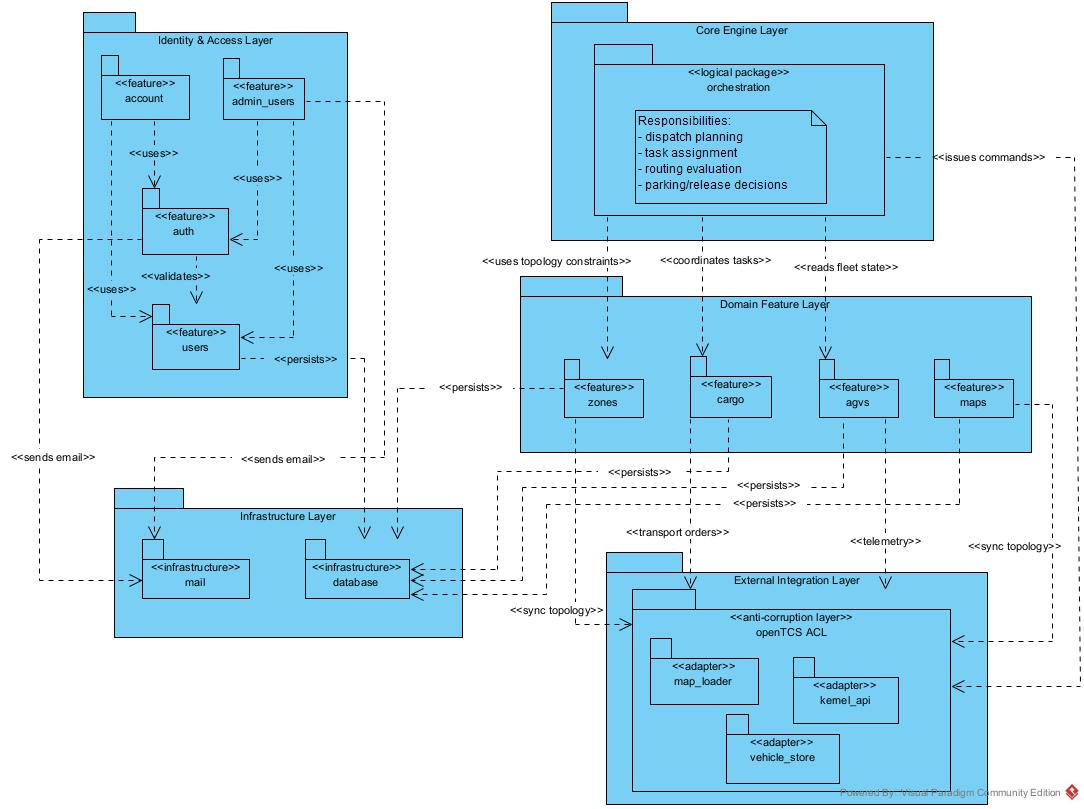 Identity & Access Layer
<<feature>>
account
<<feature>>
admin_users
<<uses>>
<<uses>>
<<feature>>
auth
<<validates>>
<<uses>>
<<uses>>
<<feature>>
users
<<persists>>
<<sends email>>
<<sends email>>
Core Engine Layer
<<logical package>>
orchestration
Responsibilities:
- dispatch planning
- task assignment
- routing evaluation
- parking/release decisions
<<issues commands>>
<<uses topology constraints>>
<<coordinates tasks>>
<<reads fleet state>>
Domain Feature Layer
<<feature>>
zones
<<feature>>
cargo
<<feature>>
agvs
<<feature>>
maps
<<persists>>
<<persists>>
<<persists>>
<<persists>>
<<transport orders>>
<<telemetry>>
<<sync topology>>
<<sync topology>>
Infrastructure Layer
<<infrastructure>>
mail
<<infrastructure>>
database
External Integration Layer
<<anti-corruption layer>>
openTCS ACL
<<adapter>>
map_loader
<<adapter>>
kernel_api
<<adapter>>
vehicle_store
Powered By: Visual Paradigm Community Edition